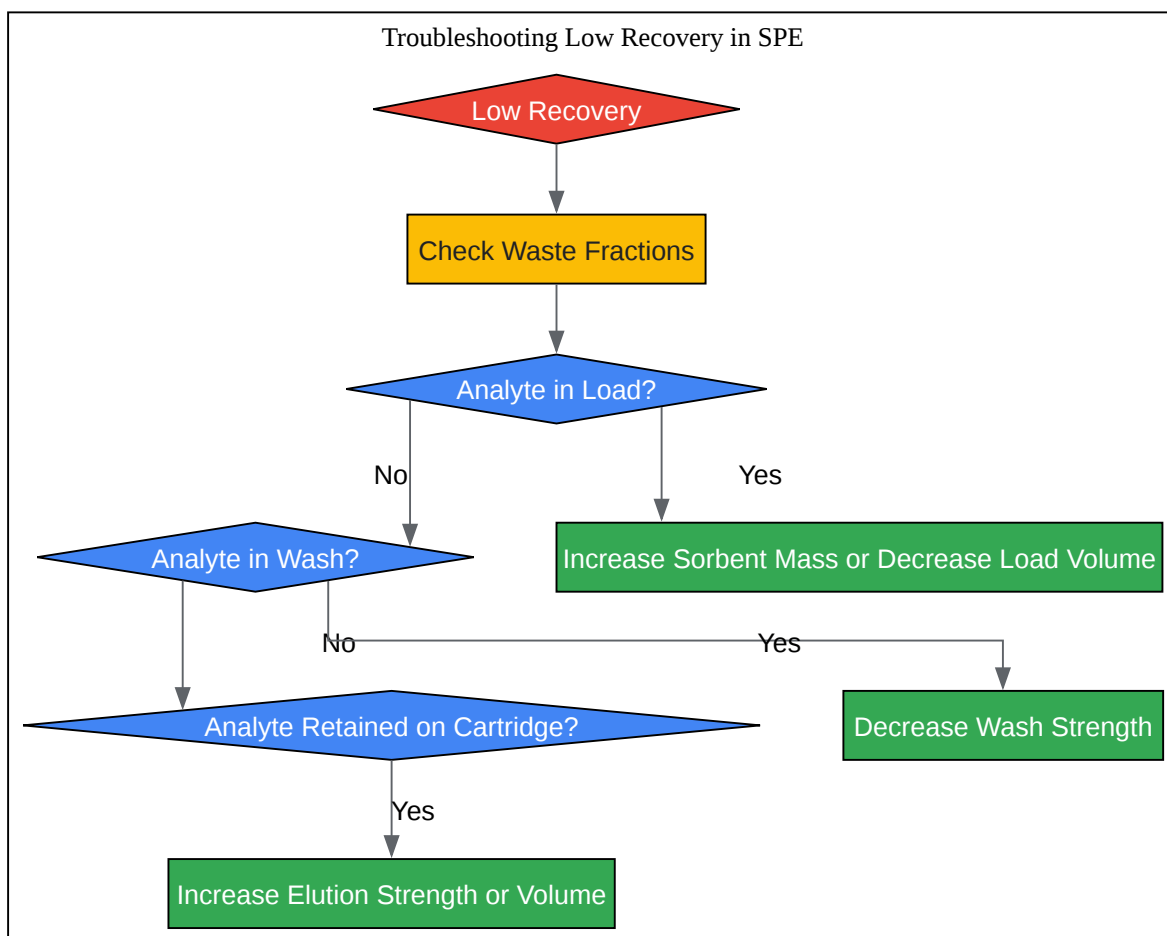 Troubleshooting Low Recovery in SPE
Low Recovery
Check Waste Fractions
Analyte in Load?
No
Yes
Analyte in Wash?
Increase Sorbent Mass or Decrease Load Volume
No
Yes
Analyte Retained on Cartridge?
Decrease Wash Strength
Yes
Increase Elution Strength or Volume